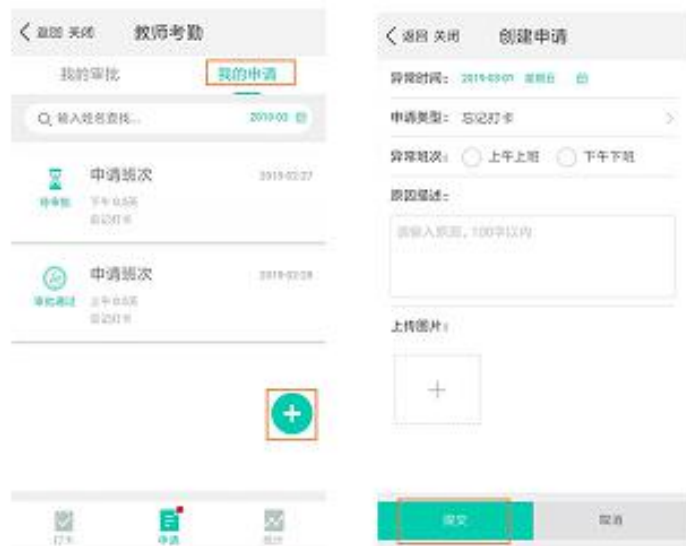 返回 关闭 教师考勤
我的审批 我的申请
输入姓名查找... 2019-03
申请班次 2019-02-27
待审批 下午 0.5天
忘记打卡
申请班次
审批通过 上午 0.5天
忘记打卡
打卡 申请 统计
返回 关闭 创建申请
异常时间: 2019-03-01 星期五
申请类型: 忘记打卡
异常班次: 上午上班 下午下班
原因描述:
请输入原因, 100字以内
上传图片:
提交 取消